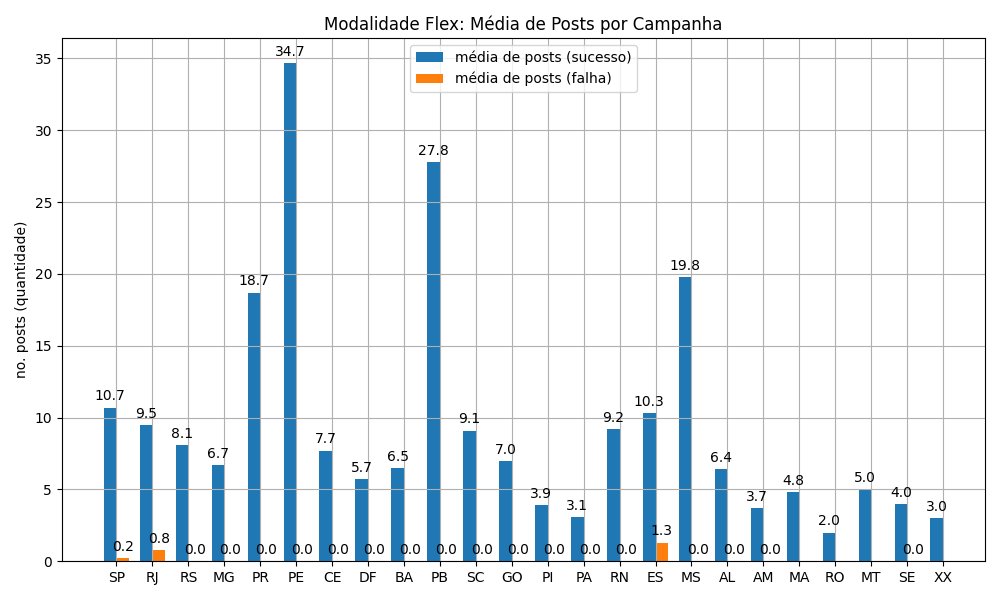 Modalidade Flex: Média de Posts por Campanha
média de posts (sucesso)
média de posts (falha)
no. posts (quantidade)
35
30
25
20
15
10
5
0
10.7 9.5 8.1 6.7 18.7 34.7 7.7 5.7 6.5 27.8 9.1 7.0 3.9 3.1 9.2 10.3 19.8 6.4 3.7 4.8 2.0 5.0 4.0 3.0
0.2 0.8 0.0 0.0 0.0 0.0 0.0 0.0 0.0 0.0 0.0 0.0 0.0 0.0 0.0 1.3 0.0 0.0 0.0 0.0
SP RJ RS MG PR PE CE DF BA PB SC GO PI PA RN ES MS AL AM MA RO MT SE XX